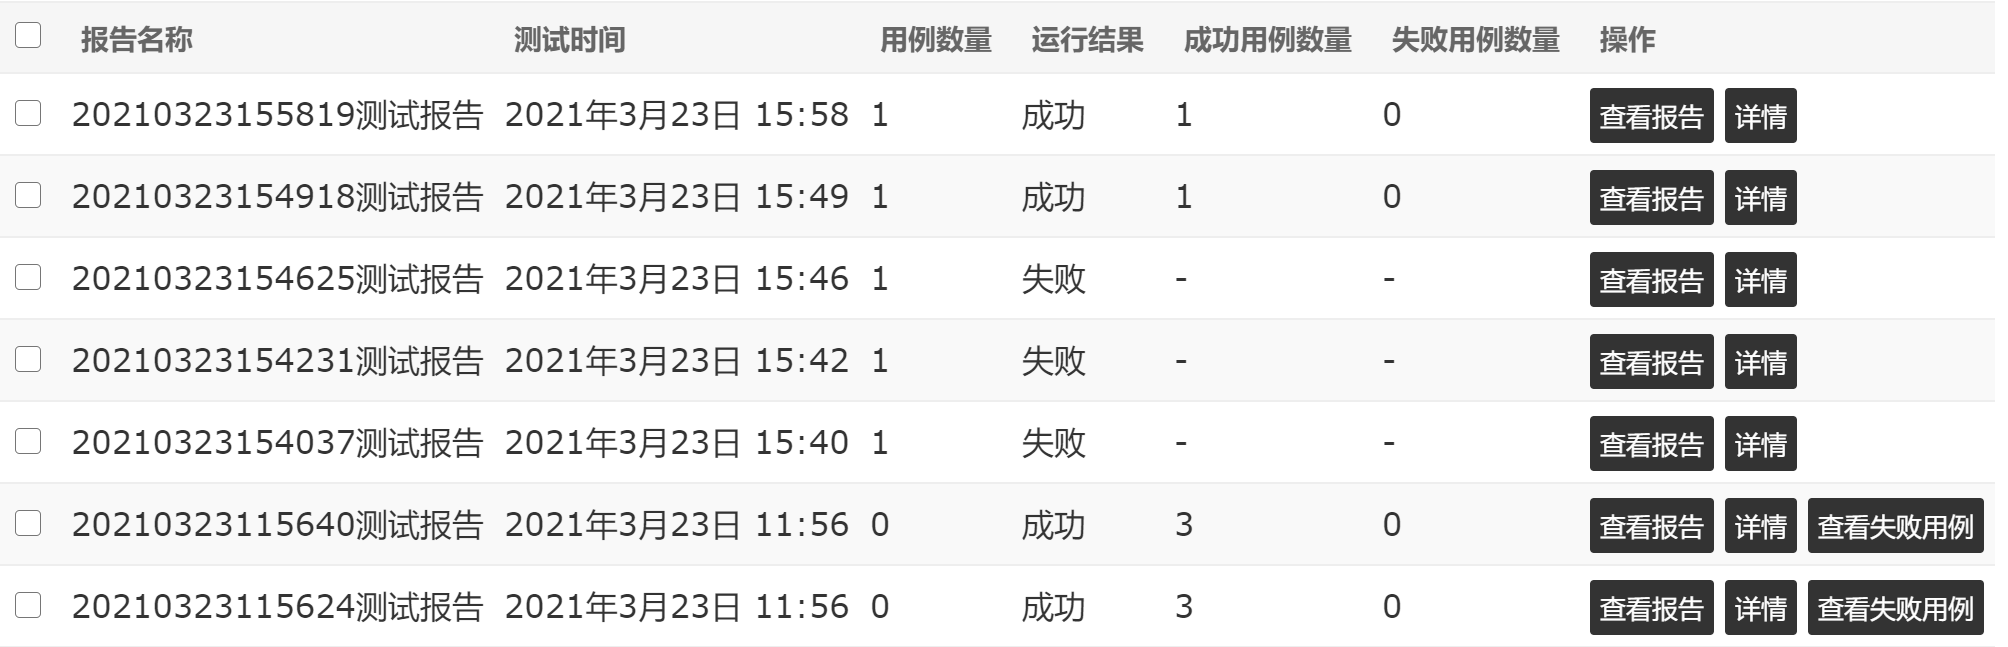 报告名称 测试时间 用例数量 运行结果 成功用例数量 失败用例数量 操作
20210323155819测试报告 2021年3月23日 15:58 1 成功 1 0 查看报告 详情
20210323154918测试报告 2021年3月23日 15:49 1 成功 1 0 查看报告 详情
20210323154625测试报告 2021年3月23日 15:46 1 失败 - - 查看报告 详情
20210323154231测试报告 2021年3月23日 15:42 1 失败 - - 查看报告 详情
20210323154037测试报告 2021年3月23日 15:40 1 失败 - - 查看报告 详情
20210323115640测试报告 2021年3月23日 11:56 0 成功 3 0 查看报告 详情 查看失败用例
20210323115624测试报告 2021年3月23日 11:56 0 成功 3 0 查看报告 详情 查看失败用例